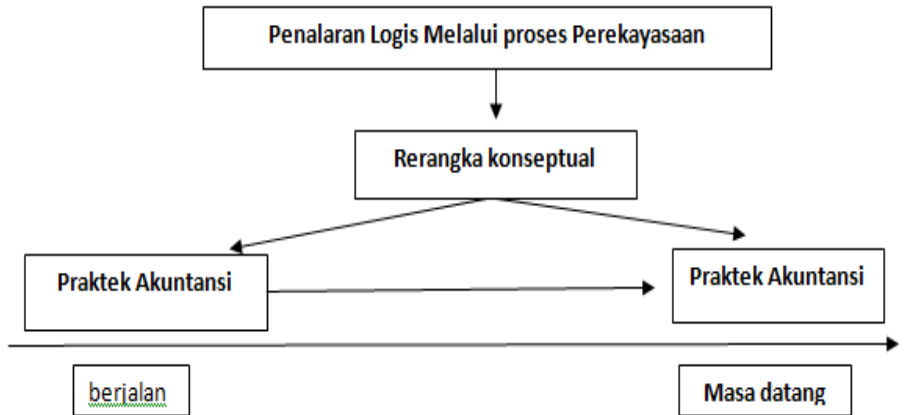 Penalaran Logis Melalui proses Perekayasaan
Rerangka konseptual
Praktek Akuntansi
Praktek Akuntansi
berjalan
Masa datang